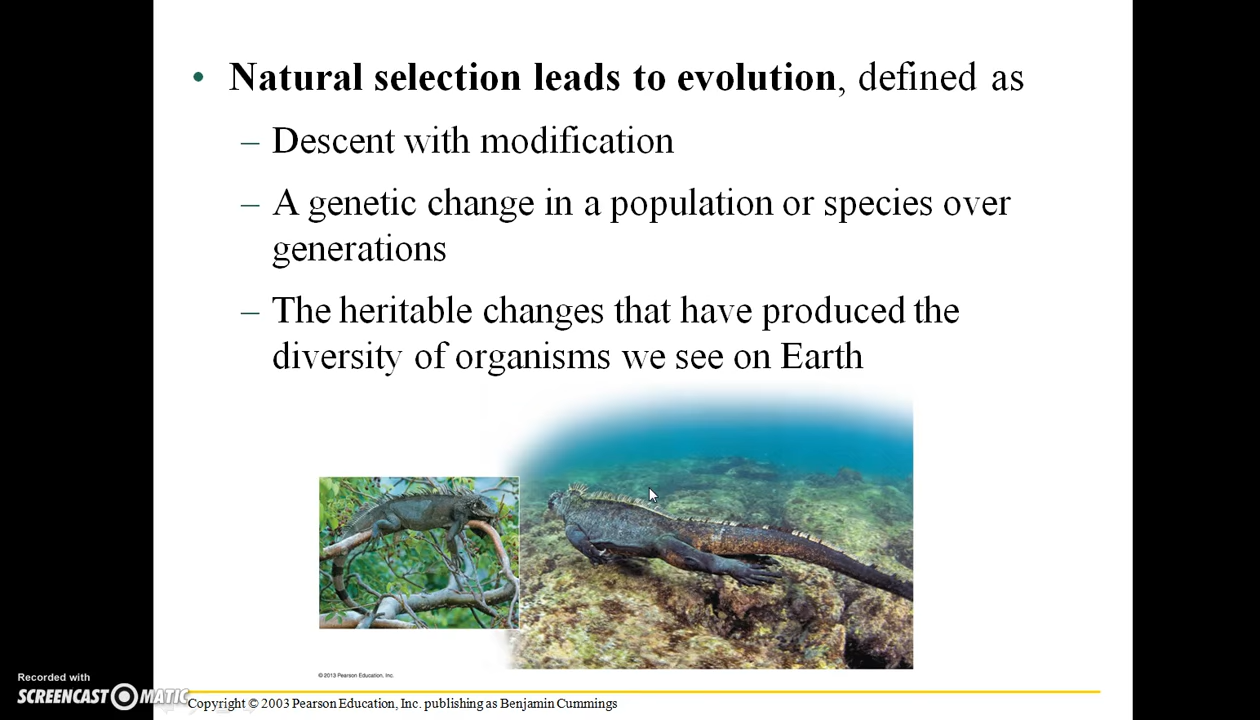 • Natural selection leads to evolution, defined as
– Descent with modification
– A genetic change in a population or species over
generations
– The heritable changes that have produced the
diversity of organisms we see on Earth
© 2013 Pearson Education, Inc.
Recorded with
SCREENCAST MATIC
Copyright © 2003 Pearson Education, Inc. publishing as Benjamin Cummings